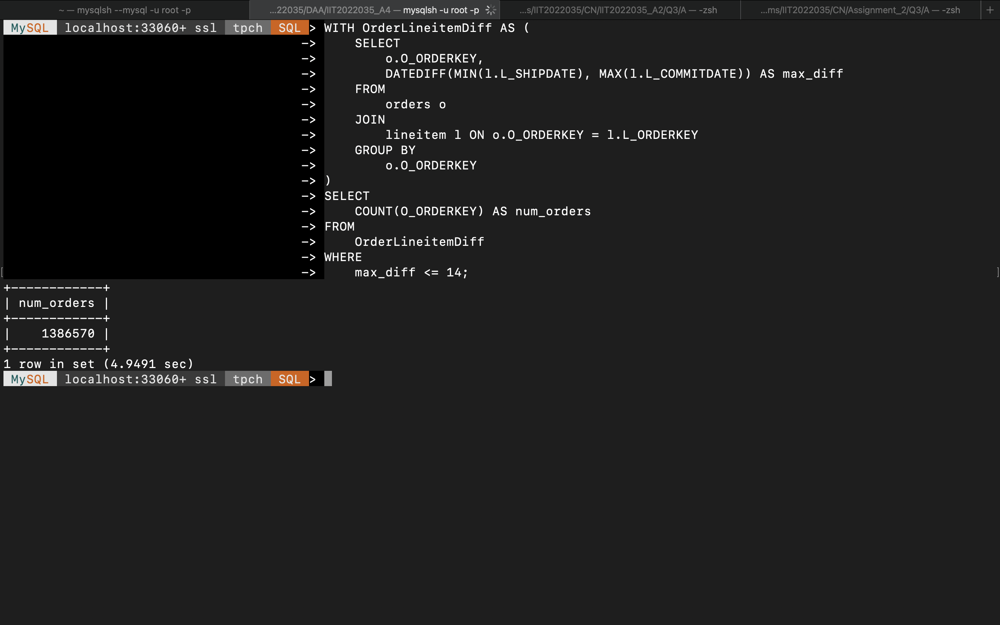 ~ — mysqlsh --mysql -u root -p
...22035/DAA/IIT2022035_A4 — mysqlsh -u root -p
...s/IIT2022035/CN/IIT2022035_A2/Q3/A — -zsh
...ms/IIT2022035/CN/Assignment_2/Q3/A — -zsh
+
MySQL localhost:33060+ ssl tpch SQL > WITH OrderLineitemDiff AS (
-> SELECT
-> o.O_ORDERKEY,
-> DATEDIFF(MIN(l.L_SHIPDATE), MAX(l.L_COMMITDATE)) AS max_diff
-> FROM
-> orders o
-> JOIN
-> lineitem l ON o.O_ORDERKEY = l.L_ORDERKEY
-> GROUP BY
-> o.O_ORDERKEY
-> )
-> SELECT
-> COUNT(O_ORDERKEY) AS num_orders
-> FROM
-> OrderLineitemDiff
-> WHERE
[ -> max_diff <= 14; ]
+------------+
| num_orders |
+------------+
|    1386570 |
+------------+
1 row in set (4.9491 sec)
MySQL localhost:33060+ ssl tpch SQL >